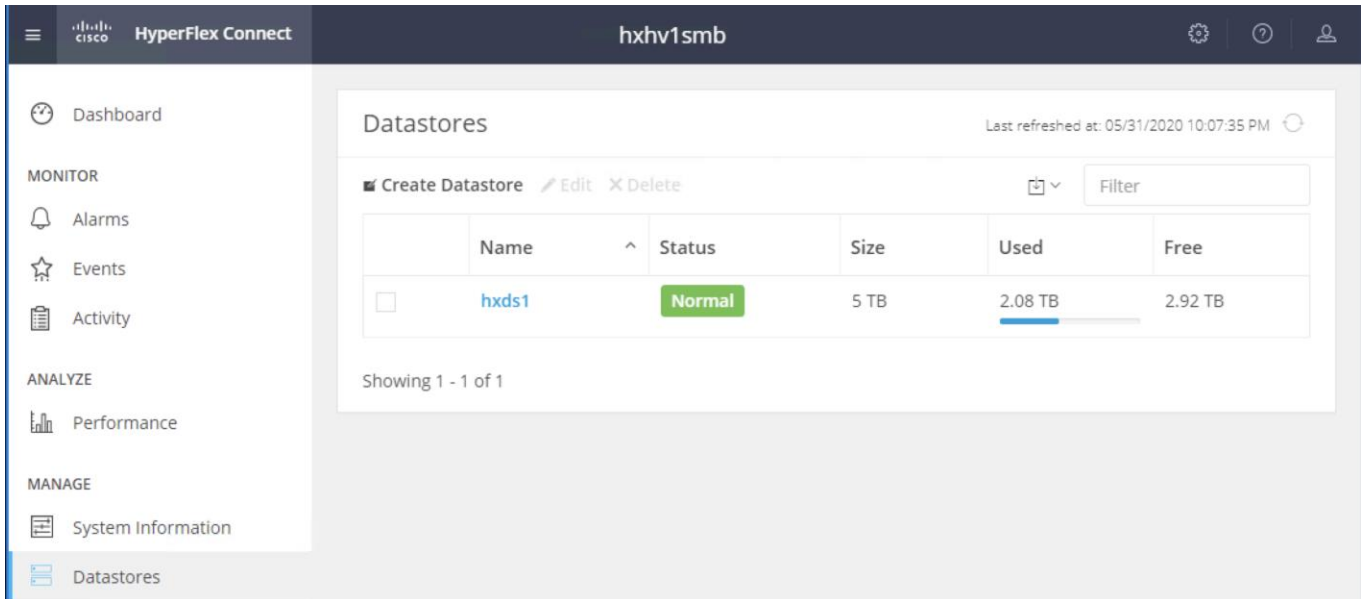 cisco HyperFlex Connect hxhv1smb
Dashboard
MONITOR
Alarms
Events
Activity
ANALYZE
Performance
MANAGE
System Information
Datastores
Datastores Last refreshed at: 05/31/2020 10:07:35 PM
Create Datastore Edit Delete Filter
Name Status Size Used Free
hxds1 Normal 5 TB 2.08 TB 2.92 TB
Showing 1 - 1 of 1